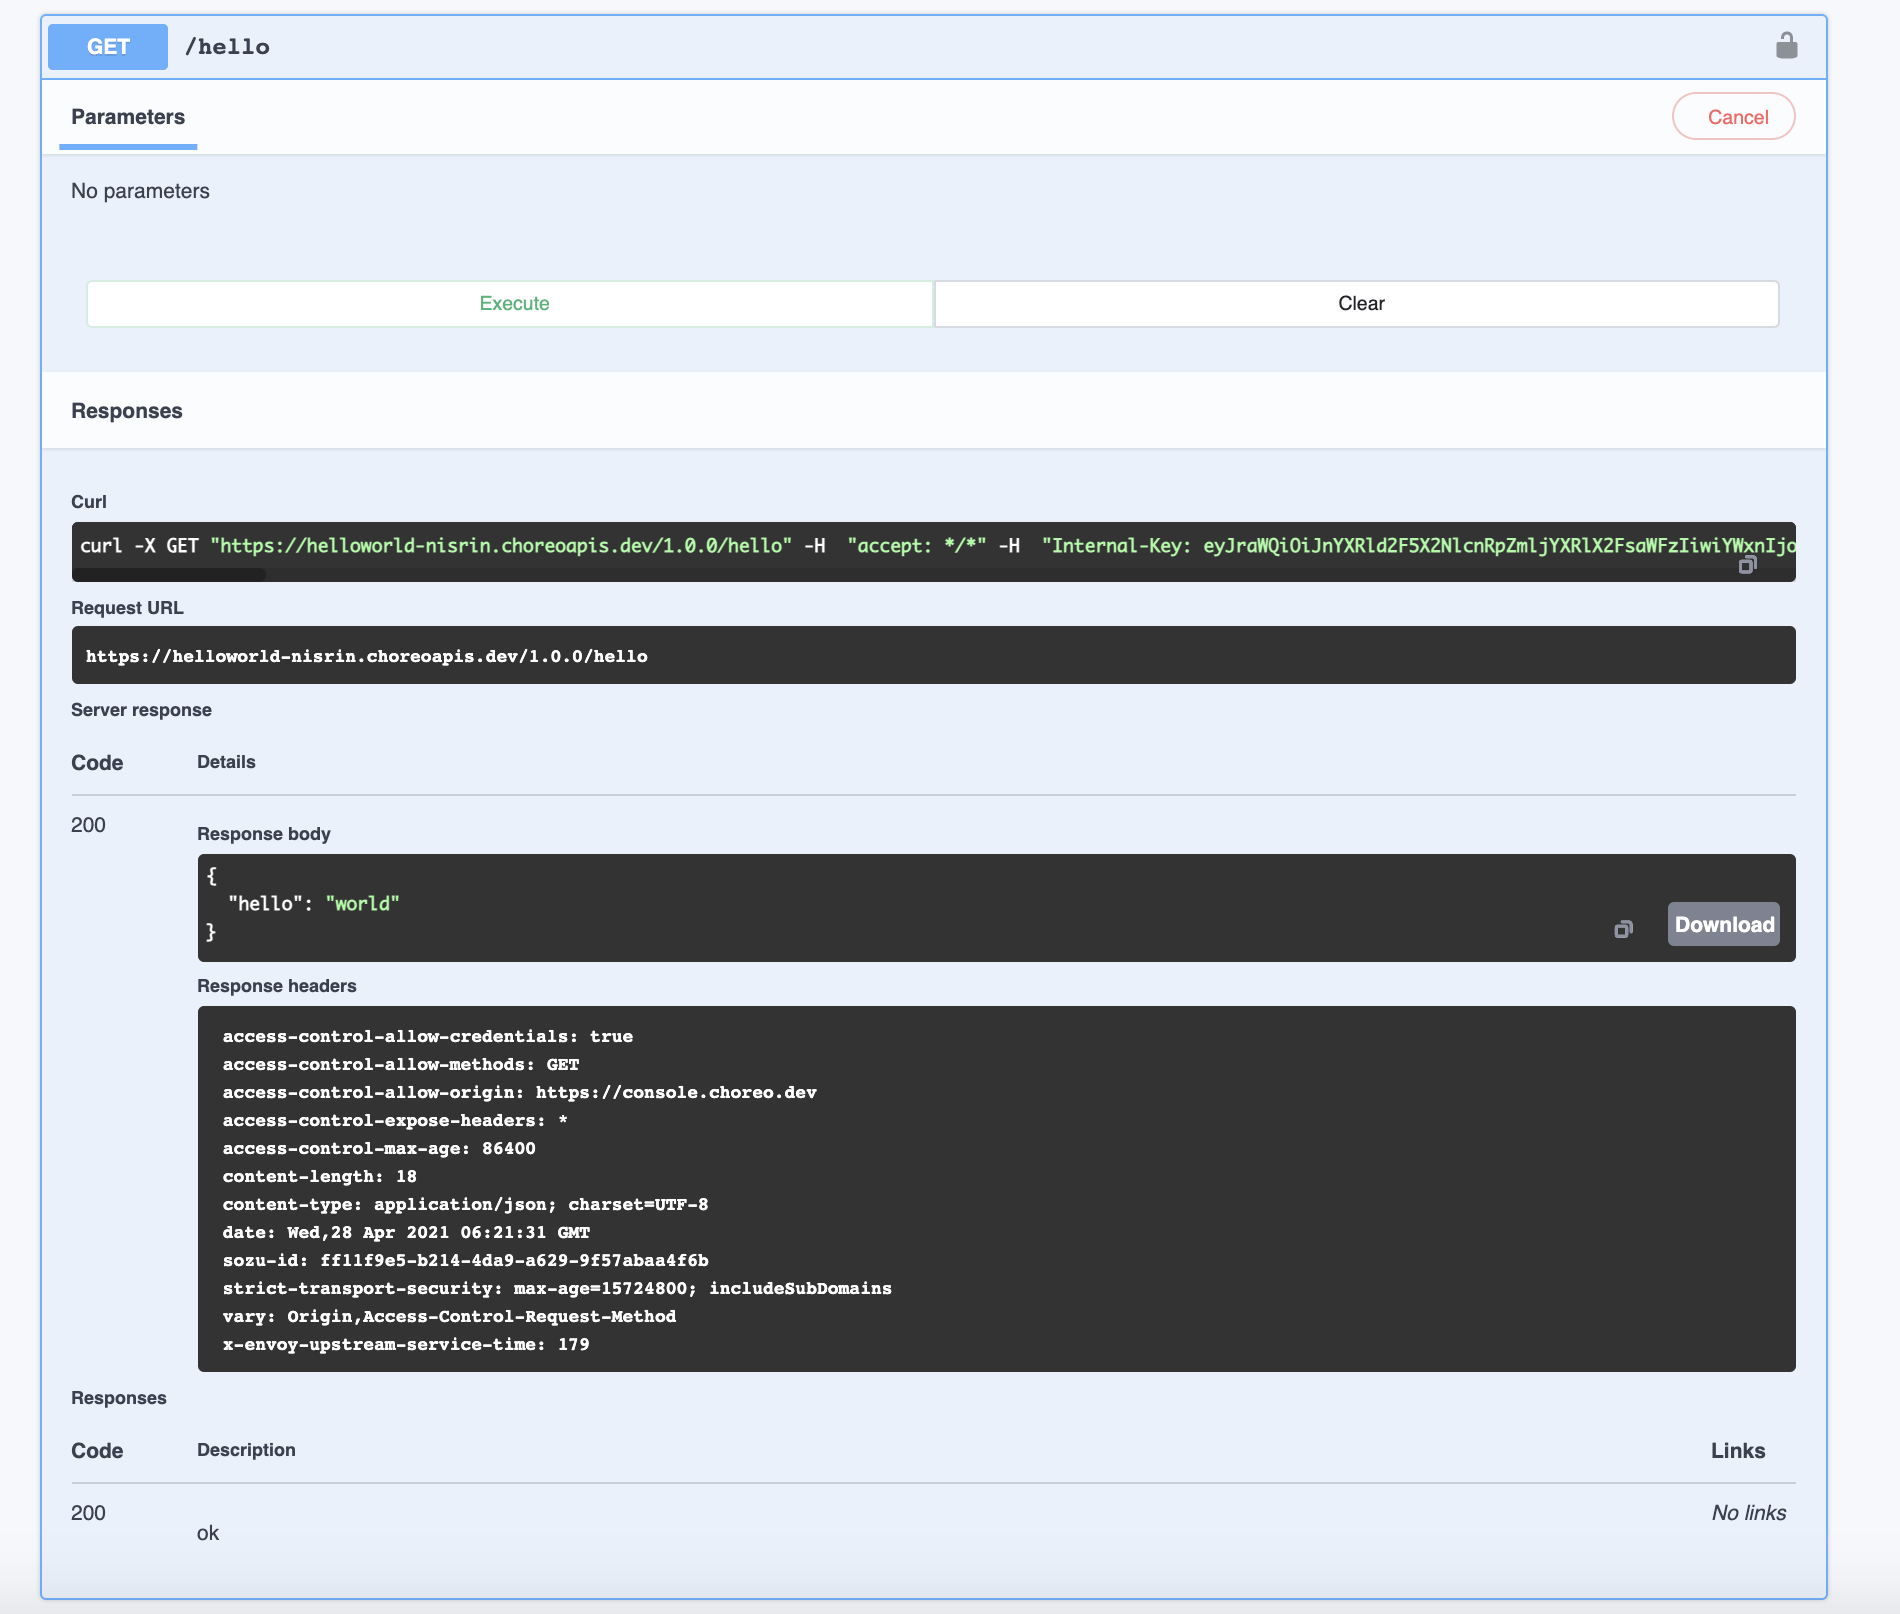 GET /hello
Parameters
Cancel
No parameters
Execute
Clear
Responses
Curl
curl -X GET "https://helloworld-nisrin.choreoapis.dev/1.0.0/hello" -H  "accept: */*" -H  "Internal-Key: eyJraWQiOiJnYXRld2F5X2NlcnRpZmljYXRlX2FsaWFzIiwiYWxnIjo
Request URL
https://helloworld-nisrin.choreoapis.dev/1.0.0/hello
Server response
Code Details
200
Response body
{
"hello": "world"
}
Download
Response headers
access-control-allow-credentials: true
access-control-allow-methods: GET
access-control-allow-origin: https://console.choreo.dev
access-control-expose-headers: *
access-control-max-age: 86400
content-length: 18
content-type: application/json; charset=UTF-8
date: Wed,28 Apr 2021 06:21:31 GMT
sozu-id: ff11f9e5-b214-4da9-a629-9f57abaa4f6b
strict-transport-security: max-age=15724800; includeSubDomains
vary: Origin,Access-Control-Request-Method
x-envoy-upstream-service-time: 179
Responses
Code Description Links
200 No links
ok